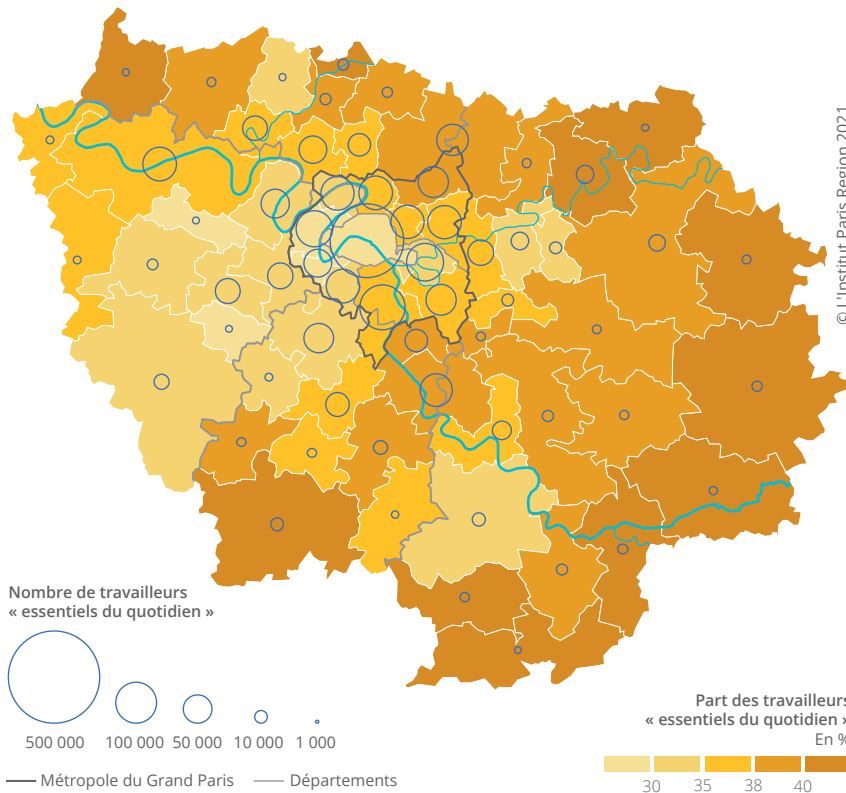 © L'Institut Paris Region 2021
Nombre de travailleurs
« essentiels du quotidien »
500 000 100 000 50 000 10 000 1 000
Métropole du Grand Paris Départements
Part des travailleurs
« essentiels du quotidien »
En %
30 35 38 40